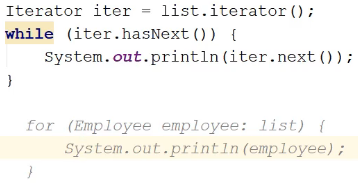 Iterator iter = list.iterator();
while (iter.hasNext()) {
    System.out.println(iter.next());
}
for (Employee employee: list) {
    System.out.println(employee);
}